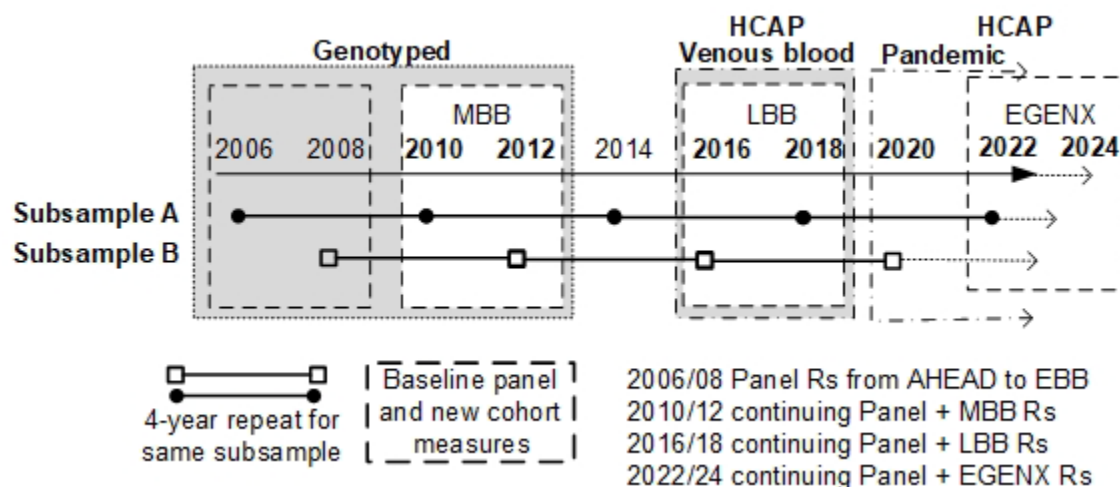 HCAP
HCAP
Genotyped
Venous blood
Pandemic
MBB
LBB
EGENX
2006 2008 2010 2012 2014 2016 2018 2020 2022 2024
Subsample A
Subsample B
4-year repeat for
same subsample
Baseline panel
and new cohort
measures
2006/08 Panel Rs from AHEAD to EBB
2010/12 continuing Panel + MBB Rs
2016/18 continuing Panel + LBB Rs
2022/24 continuing Panel + EGENX Rs